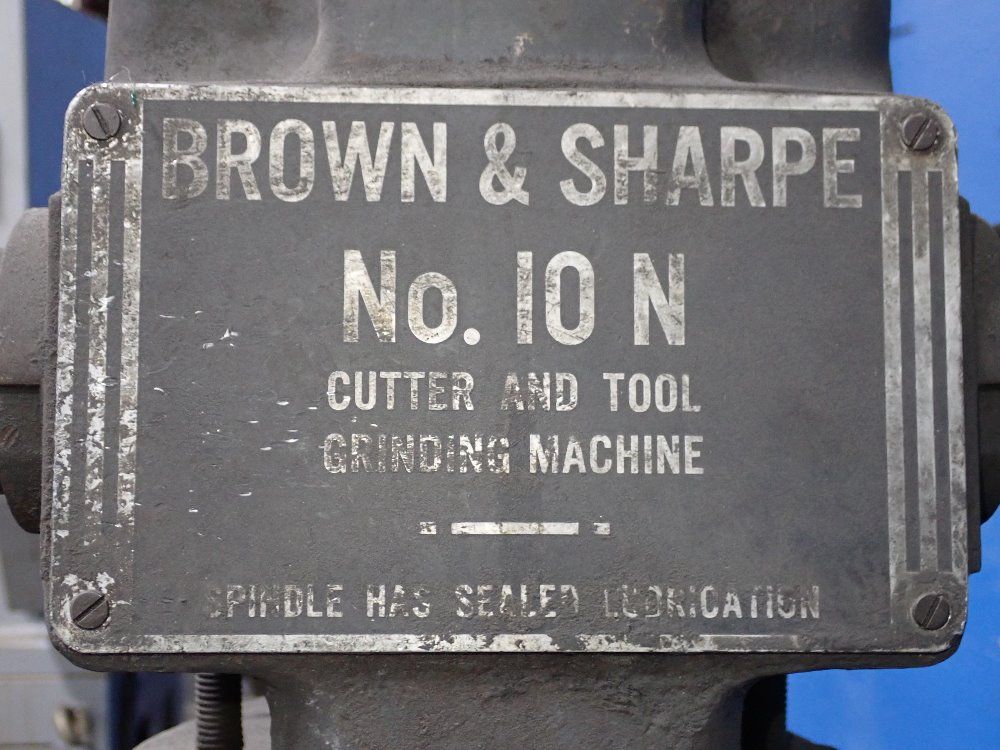 BROWN & SHARPE
No. 10 N
CUTTER AND TOOL
GRINDING MACHINE
SPINDLE HAS SEALED LUBRICATION